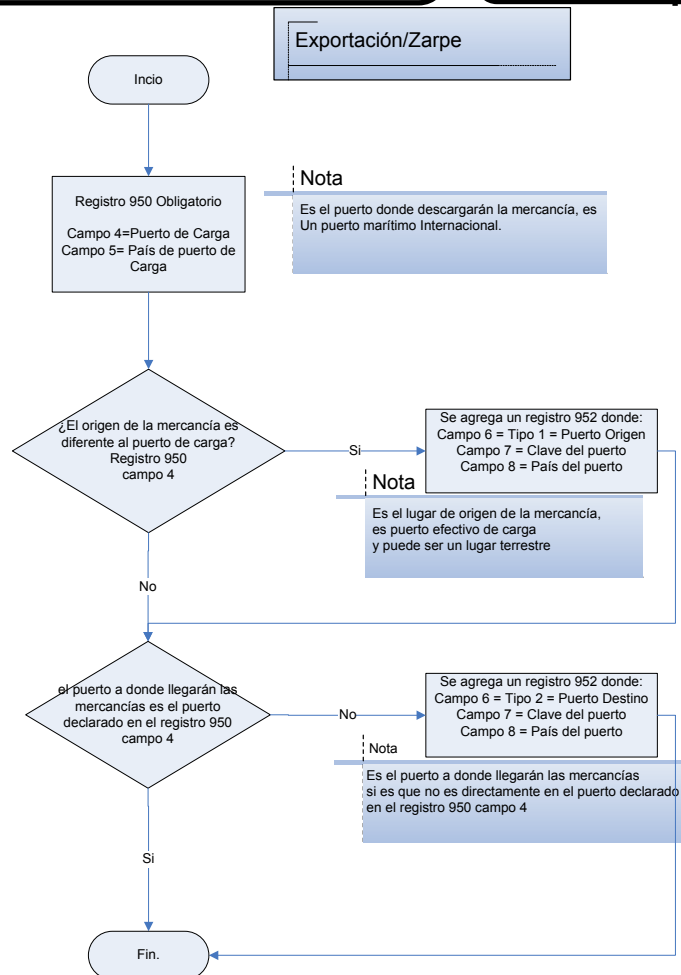 Exportación/Zarpe
Incio
Registro 950 Obligatorio
Campo 4=Puerto de Carga
Campo 5= País de puerto de
Carga
Nota
Es el puerto donde descargarán la mercancía, es
Un puerto marítimo Internacional.
¿El origen de la mercancía es
diferente al puerto de carga?
Registro 950
campo 4
Si
Se agrega un registro 952 donde:
Campo 6 = Tipo 1 = Puerto Origen
Campo 7 = Clave del puerto
Campo 8 = País del puerto
Nota
Es el lugar de origen de la mercancía,
es puerto efectivo de carga
y puede ser un lugar terrestre
No
el puerto a donde llegarán las
mercancías es el puerto
declarado en el registro 950
campo 4
No
Se agrega un registro 952 donde:
Campo 6 = Tipo 2 = Puerto Destino
Campo 7 = Clave del puerto
Campo 8 = País del puerto
Nota
Es el puerto a donde llegarán las mercancías
si es que no es directamente en el puerto declarado
en el registro 950 campo 4
Si
Fin.